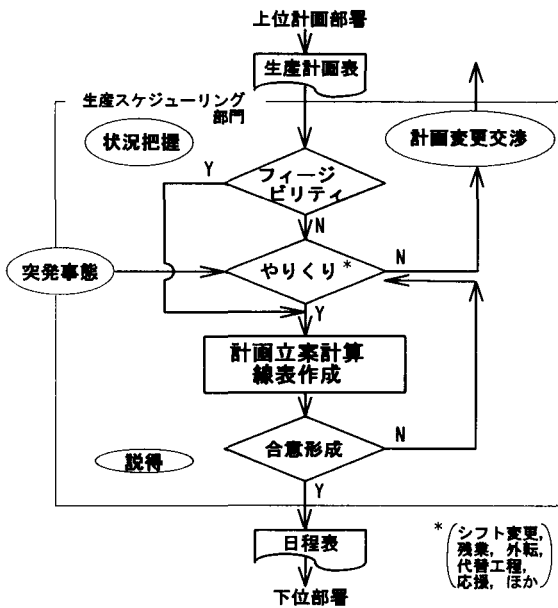 上位計画部署
生産計画表
生産スケジューリング
部門
状況把握
計画変更交渉
Y
フィージ
ビリティ
N
突発事態
やりくり*
N
Y
計画立案計算
線表作成
合意形成
N
説得
Y
日程表
下位部署
*(シフト変更,
残業, 外転,
代替工程,
応援, ほか)